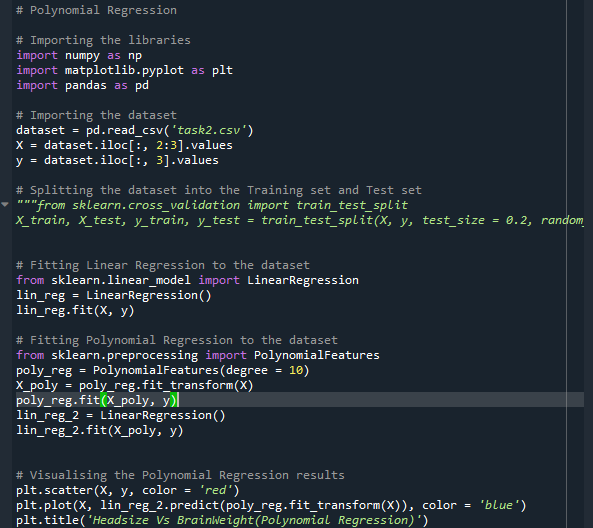 # Polynomial Regression
# Importing the libraries
import numpy as np
import matplotlib.pyplot as plt
import pandas as pd
# Importing the dataset
dataset = pd.read_csv('task2.csv')
X = dataset.iloc[:, 2:3].values
y = dataset.iloc[:, 3].values
# Splitting the dataset into the Training set and Test set
"""from sklearn.cross_validation import train_test_split
X_train, X_test, y_train, y_test = train_test_split(X, y, test_size = 0.2, random_
# Fitting Linear Regression to the dataset
from sklearn.linear_model import LinearRegression
lin_reg = LinearRegression()
lin_reg.fit(X, y)
# Fitting Polynomial Regression to the dataset
from sklearn.preprocessing import PolynomialFeatures
poly_reg = PolynomialFeatures(degree = 10)
X_poly = poly_reg.fit_transform(X)
poly_reg.fit(X_poly, y)
lin_reg_2 = LinearRegression()
lin_reg_2.fit(X_poly, y)
# Visualising the Polynomial Regression results
plt.scatter(X, y, color = 'red')
plt.plot(X, lin_reg_2.predict(poly_reg.fit_transform(X)), color = 'blue')
plt.title('Headsize Vs BrainWeight(Polynomial Regression)')